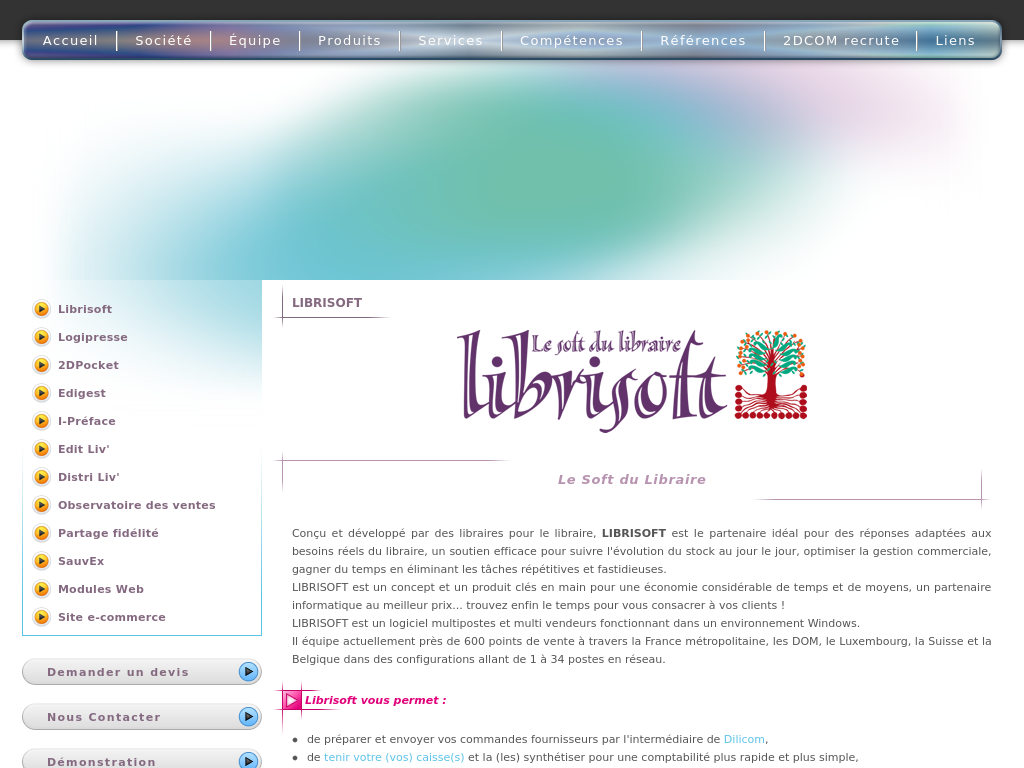 Accueil Société Équipe Produits Services Compétences Références 2DCOM recrute Liens
Librisoft
Logipresse
2DPocket
Edigest
I-Préface
Edit Liv'
Distri Liv'
Observatoire des ventes
Partage fidélité
SauvEx
Modules Web
Site e-commerce
Demander un devis
Nous Contacter
Démonstration
LIBRISOFT
Le soft du libraire
librisoft
Le Soft du Libraire
Conçu et développé par des libraires pour le libraire, LIBRISOFT est le partenaire idéal pour des réponses adaptées aux
besoins réels du libraire, un soutien efficace pour suivre l'évolution du stock au jour le jour, optimiser la gestion commerciale,
gagner du temps en éliminant les tâches répétitives et fastidieuses.
LIBRISOFT est un concept et un produit clés en main pour une économie considérable de temps et de moyens, un partenaire
informatique au meilleur prix... trouvez enfin le temps pour vous consacrer à vos clients !
LIBRISOFT est un logiciel multipostes et multi vendeurs fonctionnant dans un environnement Windows.
Il équipe actuellement près de 600 points de vente à travers la France métropolitaine, les DOM, le Luxembourg, la Suisse et la
Belgique dans des configurations allant de 1 à 34 postes en réseau.
Librisoft vous permet :
• de préparer et envoyer vos commandes fournisseurs par l'intermédiaire de Dilicom,
• de tenir votre (vos) caisse(s) et la (les) synthétiser pour une comptabilité plus rapide et plus simple,